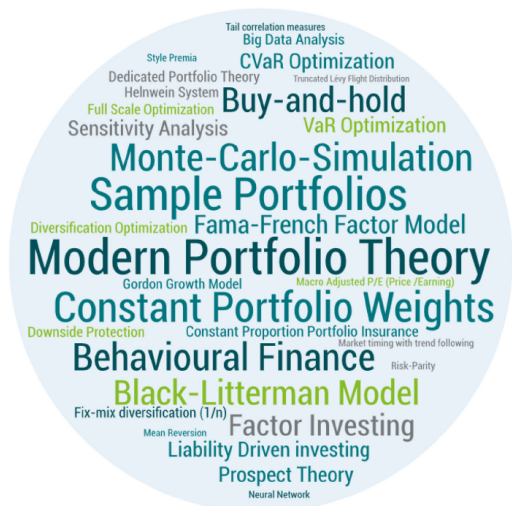 Tail correlation measures
Big Data Analysis
Style Premia
CVaR Optimization
Dedicated Portfolio Theory
Truncated Lévy Flight Distribution
Helnwein System
Buy-and-hold
Full Scale Optimization
Sensitivity Analysis
VaR Optimization
Monte-Carlo-Simulation
Sample Portfolios
Diversification Optimization
Fama-French Factor Model
Modern Portfolio Theory
Gordon Growth Model
Macro Adjusted P/E (Price /Earning)
Constant Portfolio Weights
Downside Protection
Constant Proportion Portfolio Insurance
Market timing with trend following
Behavioural Finance
Risk-Parity
Black-Litterman Model
Fix-mix diversification (1/n)
Factor Investing
Mean Reversion
Liability Driven investing
Prospect Theory
Neural Network